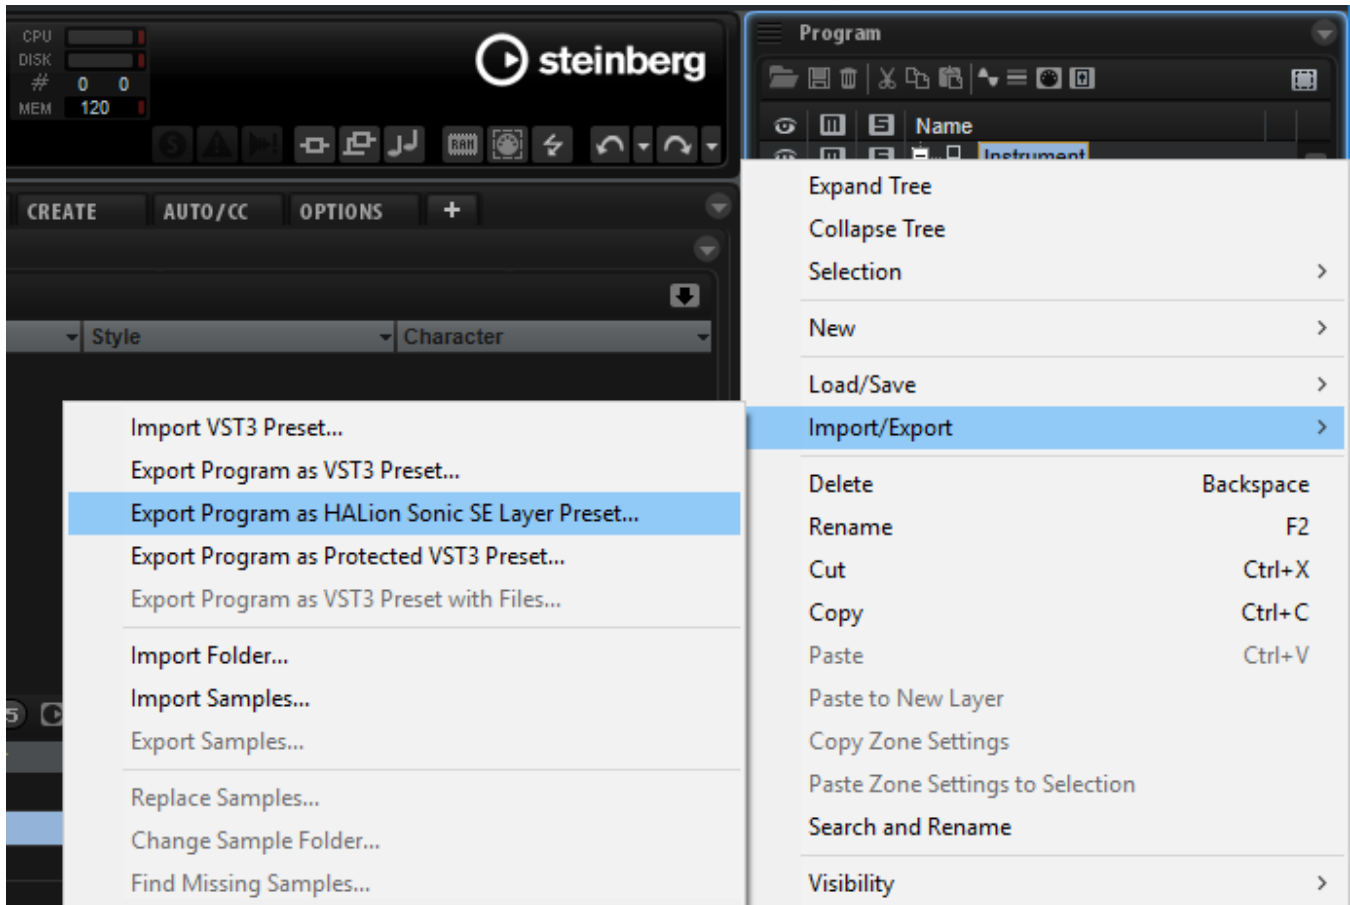 CPU
DISK
# 0 0
MEM 120
steinberg
Program
M S Name
Instrument
CREATE AUTO/CC OPTIONS +
Style Character
Expand Tree
Collapse Tree
Selection
New
Load/Save
Import/Export
Delete Backspace
Rename F2
Cut Ctrl+X
Copy Ctrl+C
Paste Ctrl+V
Paste to New Layer
Copy Zone Settings
Paste Zone Settings to Selection
Search and Rename
Visibility
Import VST3 Preset...
Export Program as VST3 Preset...
Export Program as HALion Sonic SE Layer Preset...
Export Program as Protected VST3 Preset...
Export Program as VST3 Preset with Files...
Import Folder...
Import Samples...
Export Samples...
Replace Samples...
Change Sample Folder...
Find Missing Samples...
RAM
5